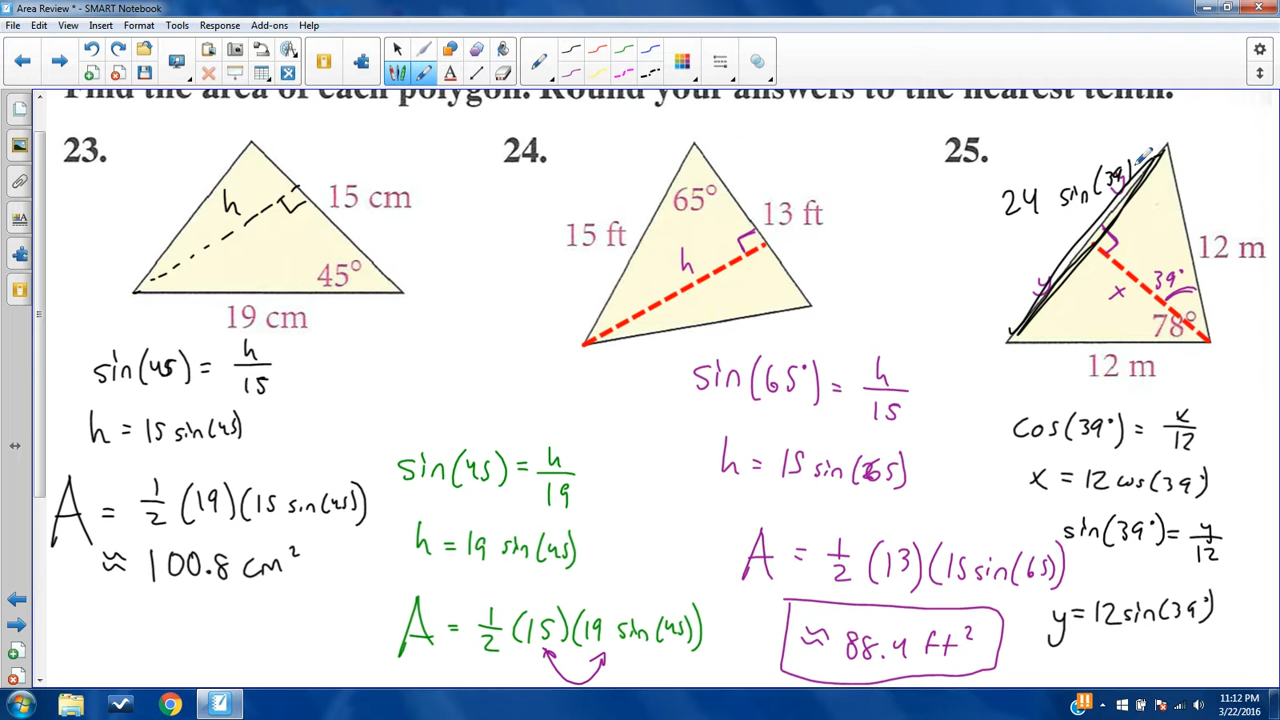 Area Review * - SMART Notebook
File Edit View Insert Format Tools Response Add-ons Help
Find the area of each polygon. Round your answers to the nearest tenth.
23.
h
15 cm
45°
19 cm
sin(45) = h/15
h = 15 sin(45)
A = 1/2 (19)(15 sin(45))
≈ 100.8 cm²
sin(45) = h/19
h = 19 sin(45)
A = 1/2 (15)(19 sin(45))
24.
65°
15 ft
13 ft
h
sin(65°) = h/15
h = 15 sin(65)
A = 1/2 (13)(15 sin(65))
≈ 88.4 ft²
25.
24 sin(39)
y
x
39°
78°
12 m
12 m
cos(39°) = x/12
x = 12 cos(39°)
sin(39°) = y/12
y = 12 sin(39°)
11:12 PM
3/22/2016